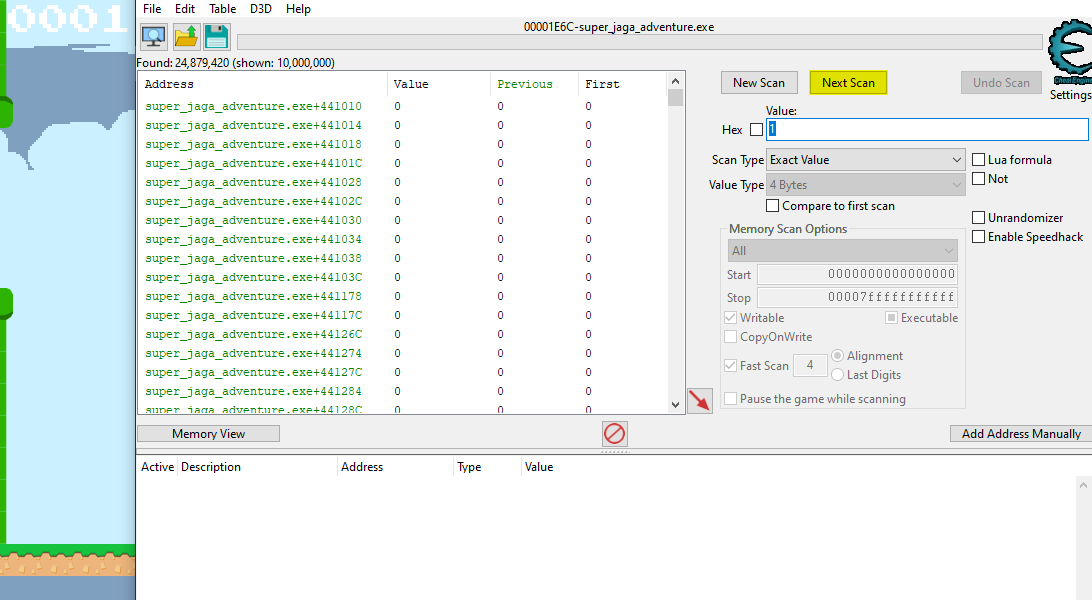 File Edit Table D3D Help
0001
00001E6C-super_jaga_adventure.exe
Found: 24,879,420 (shown: 10,000,000)
Cheat Engine
Settings
Address Value Previous First
super_jaga_adventure.exe+441010 0 0 0
super_jaga_adventure.exe+441014 0 0 0
super_jaga_adventure.exe+441018 0 0 0
super_jaga_adventure.exe+44101C 0 0 0
super_jaga_adventure.exe+441028 0 0 0
super_jaga_adventure.exe+44102C 0 0 0
super_jaga_adventure.exe+441030 0 0 0
super_jaga_adventure.exe+441034 0 0 0
super_jaga_adventure.exe+441038 0 0 0
super_jaga_adventure.exe+44103C 0 0 0
super_jaga_adventure.exe+441178 0 0 0
super_jaga_adventure.exe+44117C 0 0 0
super_jaga_adventure.exe+44126C 0 0 0
super_jaga_adventure.exe+441274 0 0 0
super_jaga_adventure.exe+44127C 0 0 0
super_jaga_adventure.exe+441284 0 0 0
super_jaga_adventure.exe+44128C 0 0 0
New Scan Next Scan Undo Scan
Value:
Hex 1
Scan Type Exact Value Lua formula
Value Type 4 Bytes Not
Compare to first scan
Unrandomizer
Enable Speedhack
Memory Scan Options
All
Start 0000000000000000
Stop 00007fffffffffff
Writable Executable
CopyOnWrite
Fast Scan 4 Alignment
Last Digits
Pause the game while scanning
Memory View Add Address Manually
Active Description Address Type Value